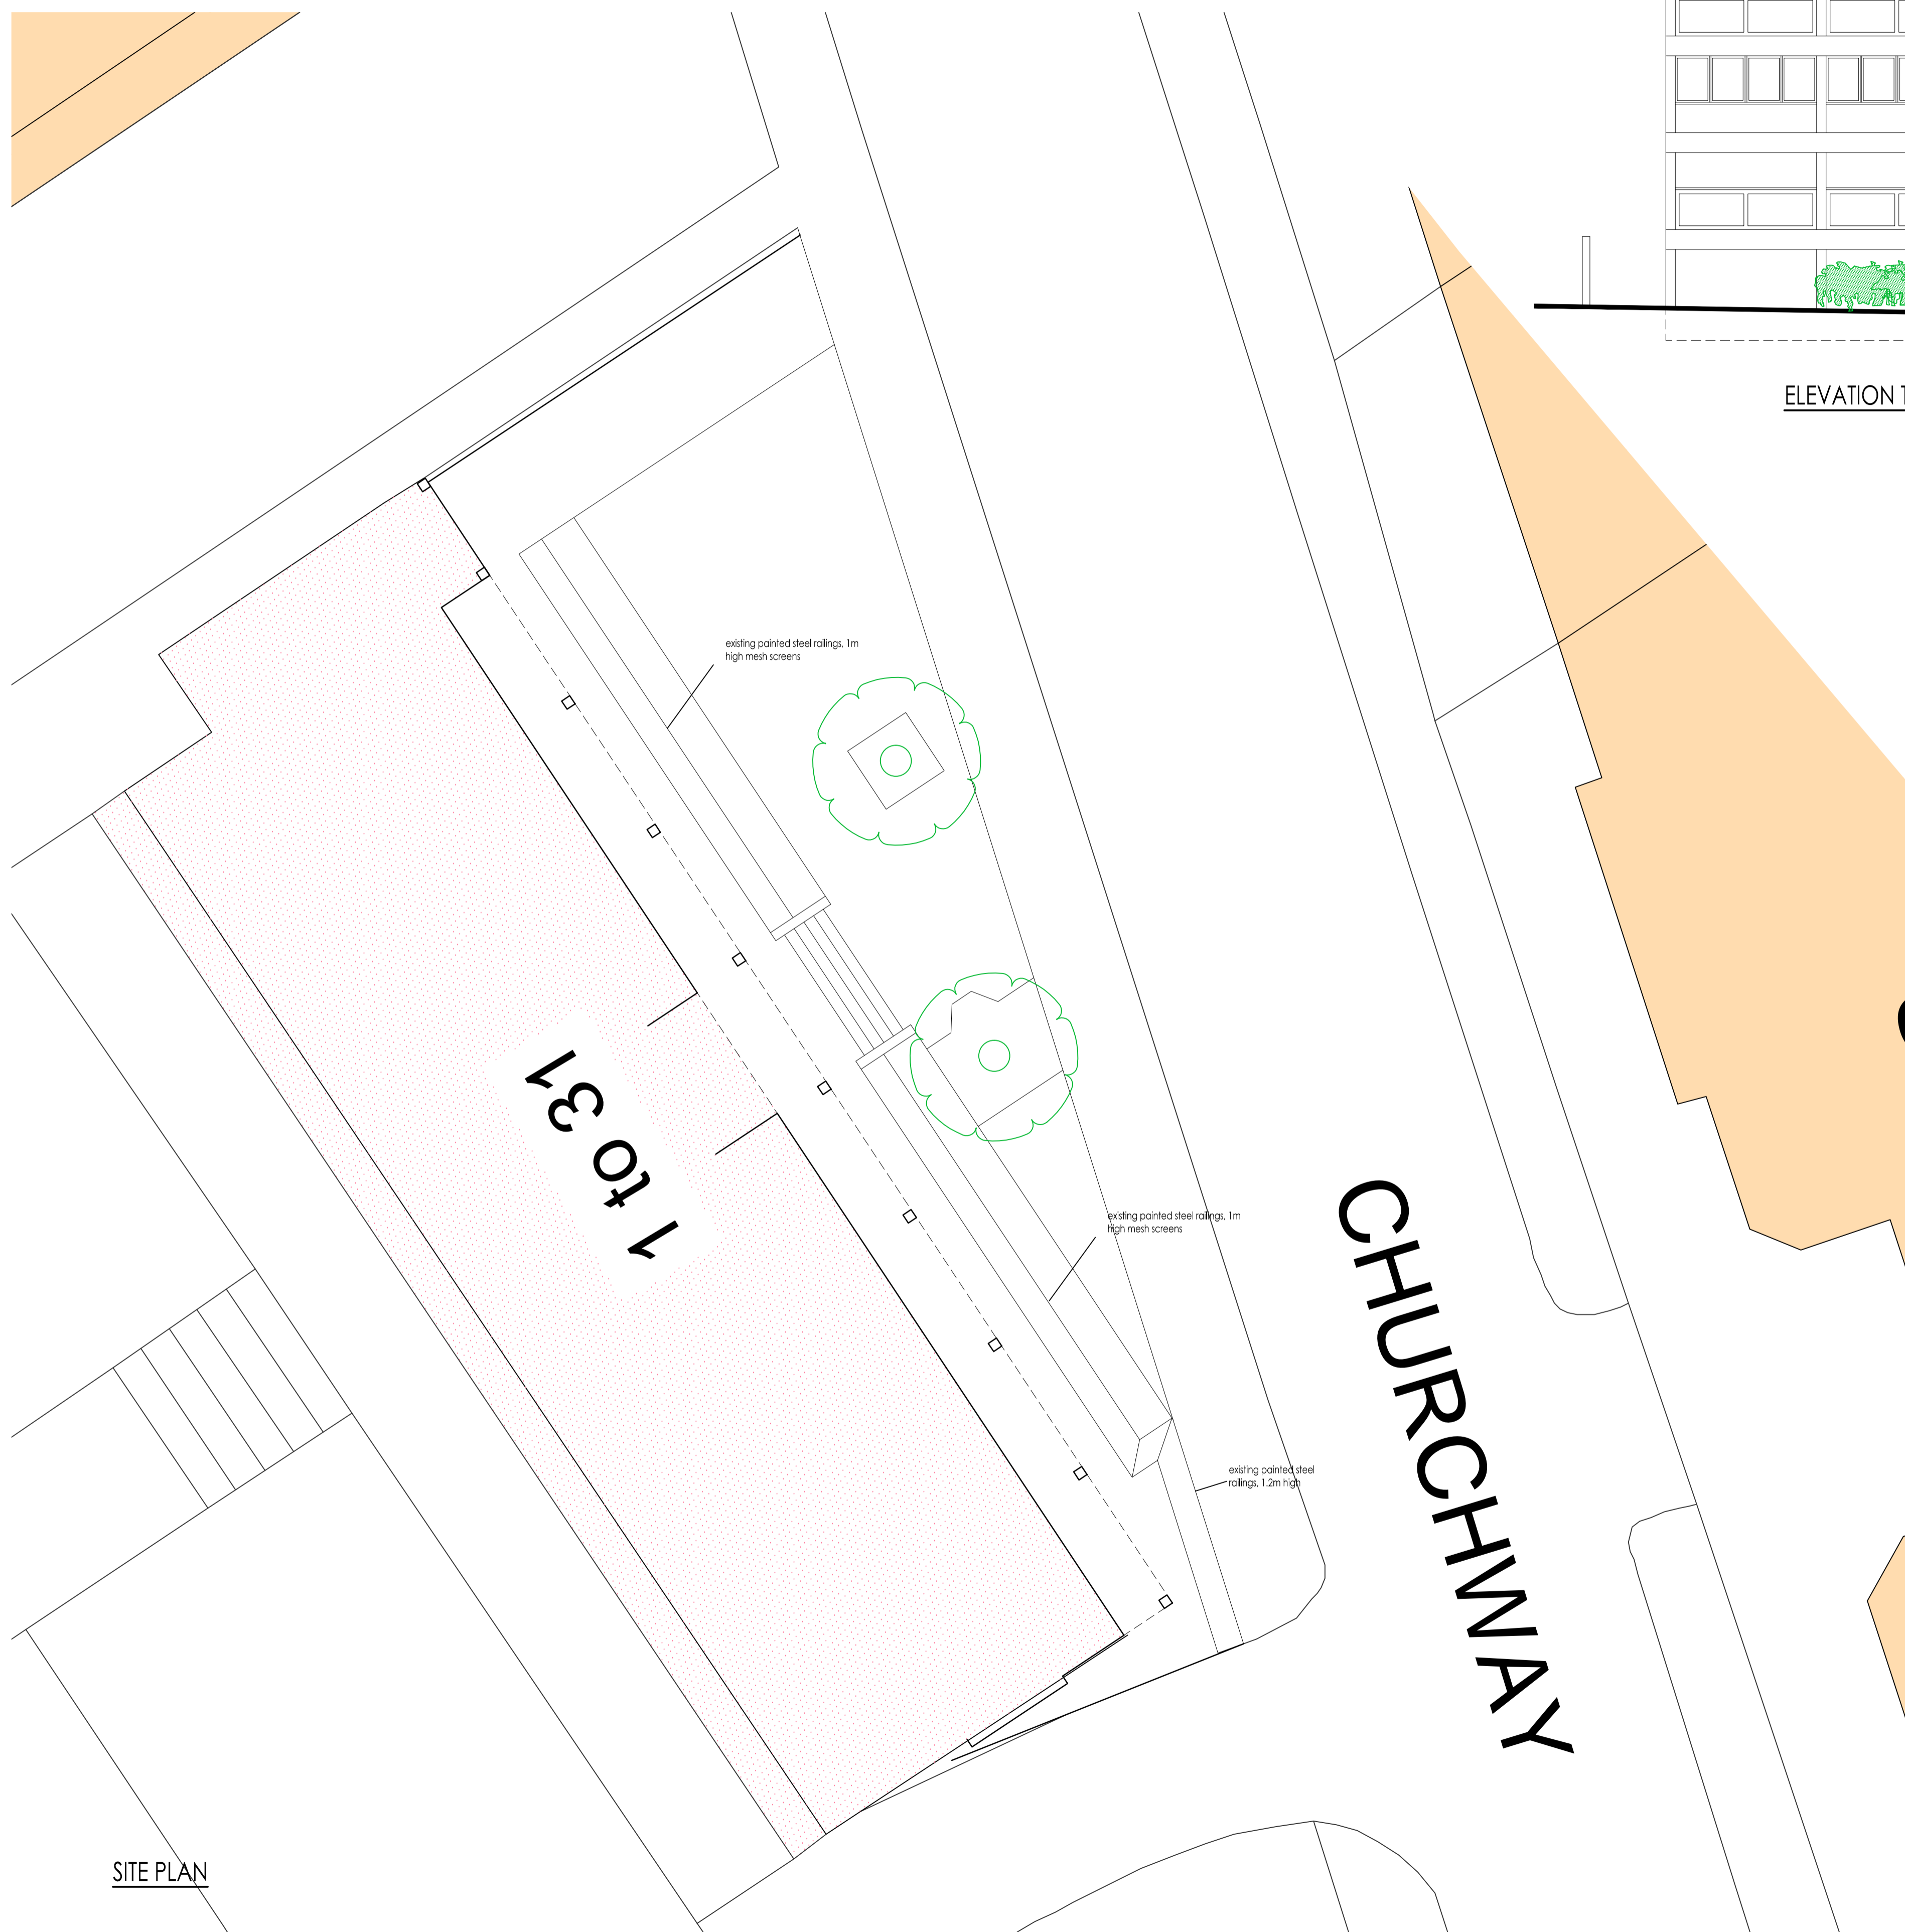 ELEVATION T
existing painted steel railings, 1m
high mesh screens
1 to 31
existing painted steel railings, 1m
high mesh screens
CHURCHWAY
existing painted steel
railings, 1.2m high
SITE PLAN